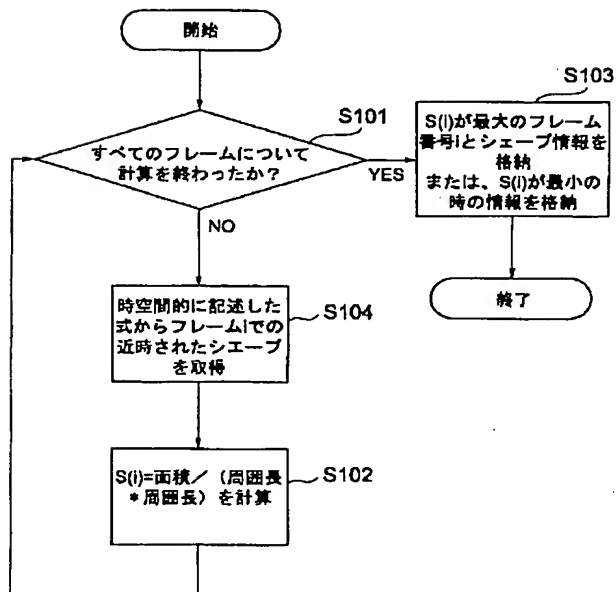 開始
S101
すべてのフレームについて
計算を終わったか？
YES
NO
S103
S(i)が最大のフレーム
番号iとシェープ情報を
格納
または、S(i)が最小の
時の情報を格納
終了
S104
時空間的に記述した
式からフレームiでの
近時されたシエープ
を取得
S102
S(i)=面積／（周囲長
*周囲長）を計算